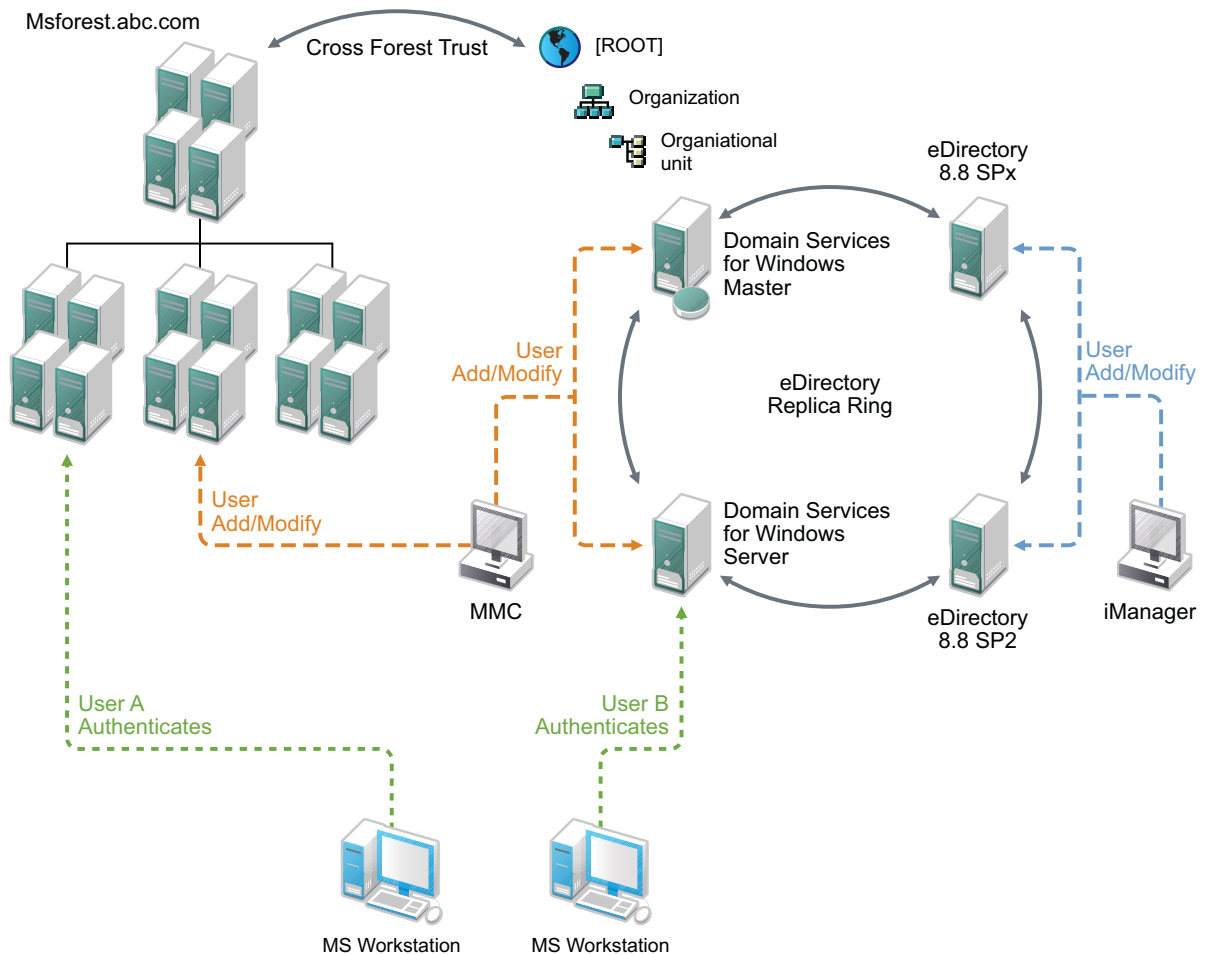 Msforest.abc.com
Cross Forest Trust
[ROOT]
Organization
Organiational
unit
eDirectory
8.8 SPx
Domain Services
for Windows
Master
User
Add/Modify
eDirectory
Replica Ring
User
Add/Modify
User
Add/Modify
Domain Services
for Windows
Server
MMC
eDirectory
8.8 SP2
iManager
User A
Authenticates
User B
Authenticates
MS Workstation
MS Workstation